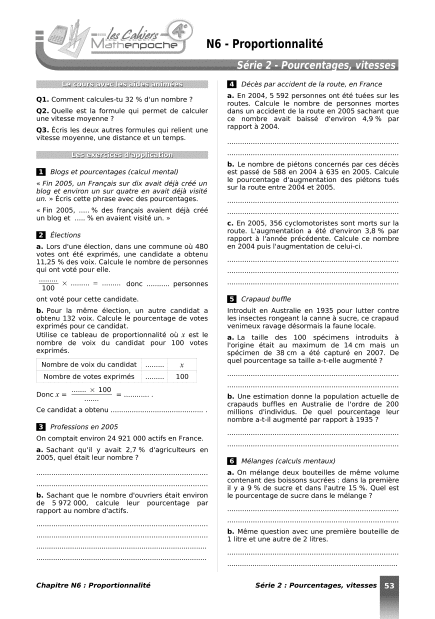 les Cahiers
Mathenpoche
4e
N6 - Proportionnalité
Série 2 - Pourcentages, vitesses
Le cours avec les aides animées
Q1. Comment calcules-tu 32 % d'un nombre ?
Q2. Quelle est la formule qui permet de calculer
une vitesse moyenne ?
Q3. Écris les deux autres formules qui relient une
vitesse moyenne, une distance et un temps.
Les exercices d'application
1 Blogs et pourcentages (calcul mental)
« Fin 2005, un Français sur dix avait déjà créé un
blog et environ un sur quatre en avait déjà visité
un. » Écris cette phrase avec des pourcentages.
« Fin 2005, ..... % des français avaient déjà créé
un blog et ..... % en avaient visité un. »
2 Élections
a. Lors d'une élection, dans une commune où 480
votes ont été exprimés, une candidate a obtenu
11,25 % des voix. Calcule le nombre de personnes
qui ont voté pour elle.
.........
100 × ......... = ......... donc ........... personnes
ont voté pour cette candidate.
b. Pour la même élection, un autre candidat a
obtenu 132 voix. Calcule le pourcentage de votes
exprimés pour ce candidat.
Utilise ce tableau de proportionnalité où x est le
nombre de voix du candidat pour 100 votes
exprimés.
Nombre de voix du candidat ......... x
Nombre de votes exprimés ......... 100
Donc x = ....... × 100
....... = ............ .
Ce candidat a obtenu ........................................ .
3 Professions en 2005
On comptait environ 24 921 000 actifs en France.
a. Sachant qu'il y avait 2,7 % d'agriculteurs en
2005, quel était leur nombre ?
......................................................................
......................................................................
b. Sachant que le nombre d'ouvriers était environ
de 5 972 000, calcule leur pourcentage par
rapport au nombre d'actifs.
......................................................................
......................................................................
......................................................................
......................................................................
4 Décès par accident de la route, en France
a. En 2004, 5 592 personnes ont été tuées sur les
routes. Calcule le nombre de personnes mortes
dans un accident de la route en 2005 sachant que
ce nombre avait baissé d'environ 4,9 % par
rapport à 2004.
......................................................................
......................................................................
b. Le nombre de piétons concernés par ces décès
est passé de 588 en 2004 à 635 en 2005. Calcule
le pourcentage d'augmentation des piétons tués
sur la route entre 2004 et 2005.
......................................................................
......................................................................
c. En 2005, 356 cyclomotoristes sont morts sur la
route. L'augmentation a été d'environ 3,8 % par
rapport à l'année précédente. Calcule ce nombre
en 2004 puis l'augmentation de celui-ci.
......................................................................
......................................................................
......................................................................
5 Crapaud buffle
Introduit en Australie en 1935 pour lutter contre
les insectes rongeant la canne à sucre, ce crapaud
venimeux ravage désormais la faune locale.
a. La taille des 100 spécimens introduits à
l'origine était au maximum de 14 cm mais un
spécimen de 38 cm a été capturé en 2007. De
quel pourcentage sa taille a-t-elle augmenté ?
......................................................................
......................................................................
b. Une estimation donne la population actuelle de
crapauds buffles en Australie de l'ordre de 200
millions d'individus. De quel pourcentage leur
nombre a-t-il augmenté par rapport à 1935 ?
......................................................................
......................................................................
6 Mélanges (calculs mentaux)
a. On mélange deux bouteilles de même volume
contenant des boissons sucrées : dans la première
il y a 9 % de sucre et dans l'autre 15 %. Quel est
le pourcentage de sucre dans le mélange ?
......................................................................
......................................................................
b. Même question avec une première bouteille de
1 litre et une autre de 2 litres.
......................................................................
......................................................................
Chapitre N6 : Proportionnalité
Série 2 : Pourcentages, vitesses 53